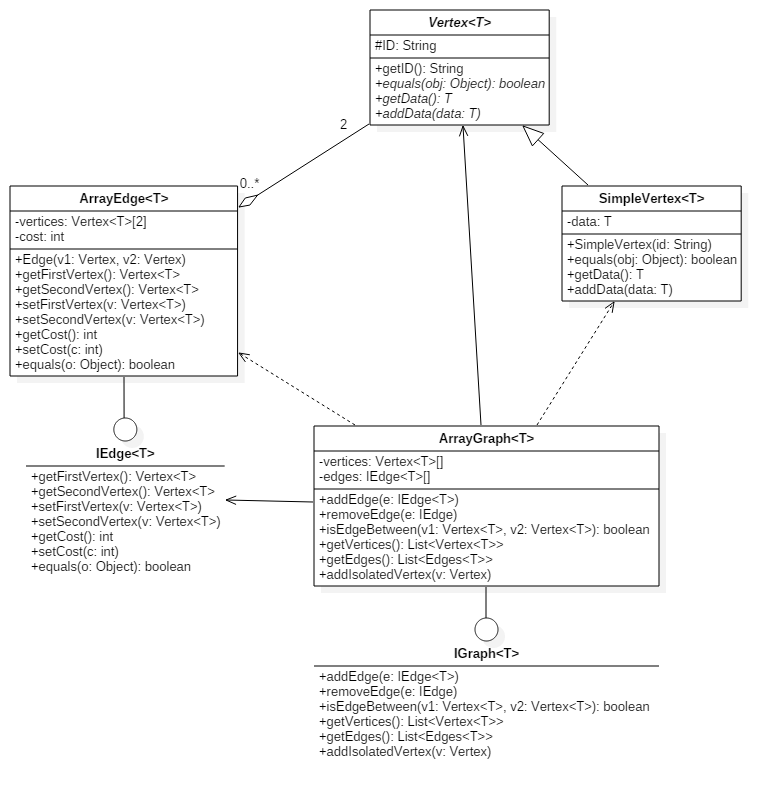 Vertex<T>
#ID: String
+getID(): String
+equals(obj: Object): boolean
+getData(): T
+addData(data: T)
2
0..*
ArrayEdge<T>
-vertices: Vertex<T>[2]
-cost: int
+Edge(v1: Vertex, v2: Vertex)
+getFirstVertex(): Vertex<T>
+getSecondVertex(): Vertex<T>
+setFirstVertex(v: Vertex<T>)
+setSecondVertex(v: Vertex<T>)
+getCost(): int
+setCost(c: int)
+equals(o: Object): boolean
SimpleVertex<T>
-data: T
+SimpleVertex(id: String)
+equals(obj: Object): boolean
+getData(): T
+addData(data: T)
IEdge<T>
+getFirstVertex(): Vertex<T>
+getSecondVertex(): Vertex<T>
+setFirstVertex(v: Vertex<T>)
+setSecondVertex(v: Vertex<T>)
+getCost(): int
+setCost(c: int)
+equals(o: Object): boolean
ArrayGraph<T>
-vertices: Vertex<T>[]
-edges: IEdge<T>[]
+addEdge(e: IEdge<T>)
+removeEdge(e: IEdge)
+isEdgeBetween(v1: Vertex<T>, v2: Vertex<T>): boolean
+getVertices(): List<Vertex<T>>
+getEdges(): List<Edges<T>>
+addIsolatedVertex(v: Vertex)
IGraph<T>
+addEdge(e: IEdge<T>)
+removeEdge(e: IEdge)
+isEdgeBetween(v1: Vertex<T>, v2: Vertex<T>): boolean
+getVertices(): List<Vertex<T>>
+getEdges(): List<Edges<T>>
+addIsolatedVertex(v: Vertex)